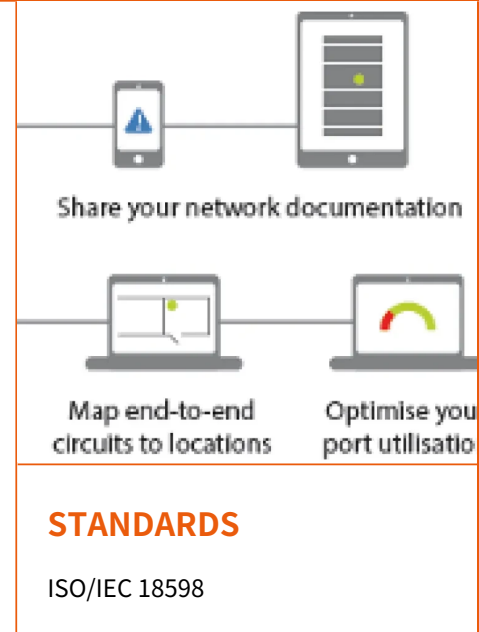 Share your network documentation
Map end-to-end
circuits to locations
Optimise you
port utilisatio
STANDARDS
ISO/IEC 18598